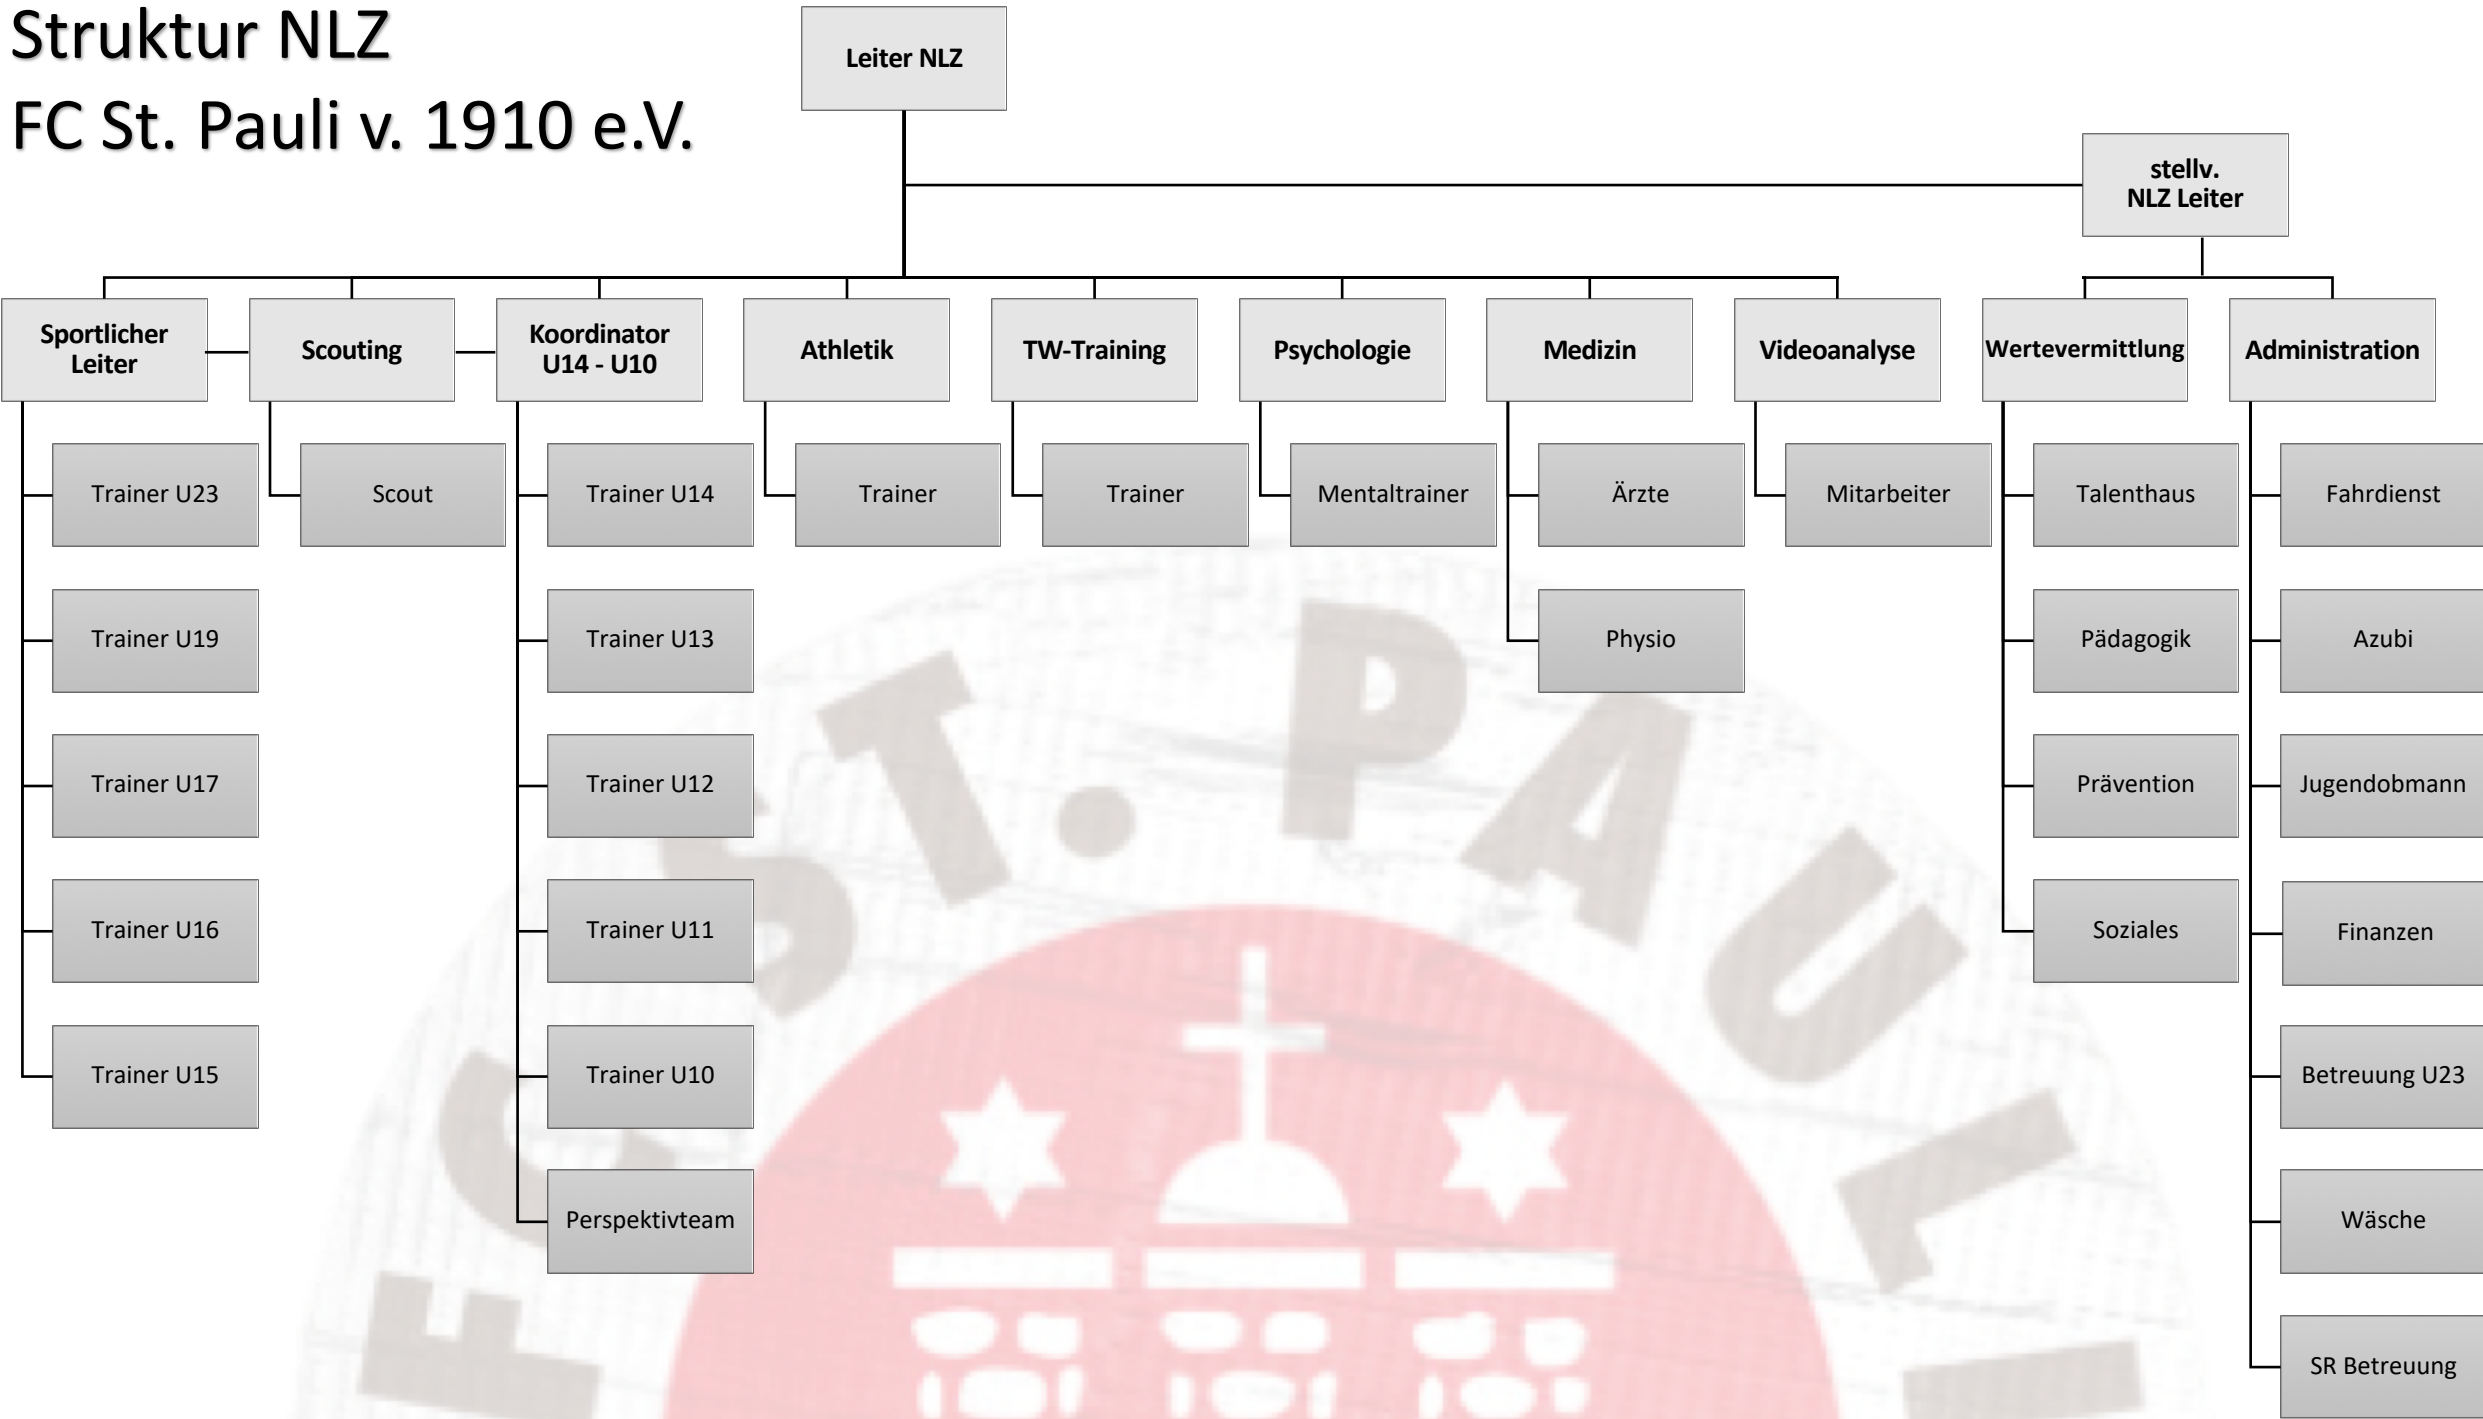 Struktur NLZ
FC St. Pauli v. 1910 e.V.
Leiter NLZ
stellv.
NLZ Leiter
Sportlicher
Leiter
Scouting
Koordinator
U14 - U10
Athletik
TW-Training
Psychologie
Medizin
Videoanalyse
Wertevermittlung
Administration
Trainer U23
Scout
Trainer U14
Trainer
Trainer
Mentaltrainer
Ärzte
Mitarbeiter
Talenthaus
Fahrdienst
Trainer U19
Trainer U13
Physio
Pädagogik
Azubi
Trainer U17
Trainer U12
Prävention
Jugendobmann
Trainer U16
Trainer U11
Soziales
Finanzen
Trainer U15
Trainer U10
Betreuung U23
Perspektivteam
Wäsche
SR Betreuung
FC ST. PAULI